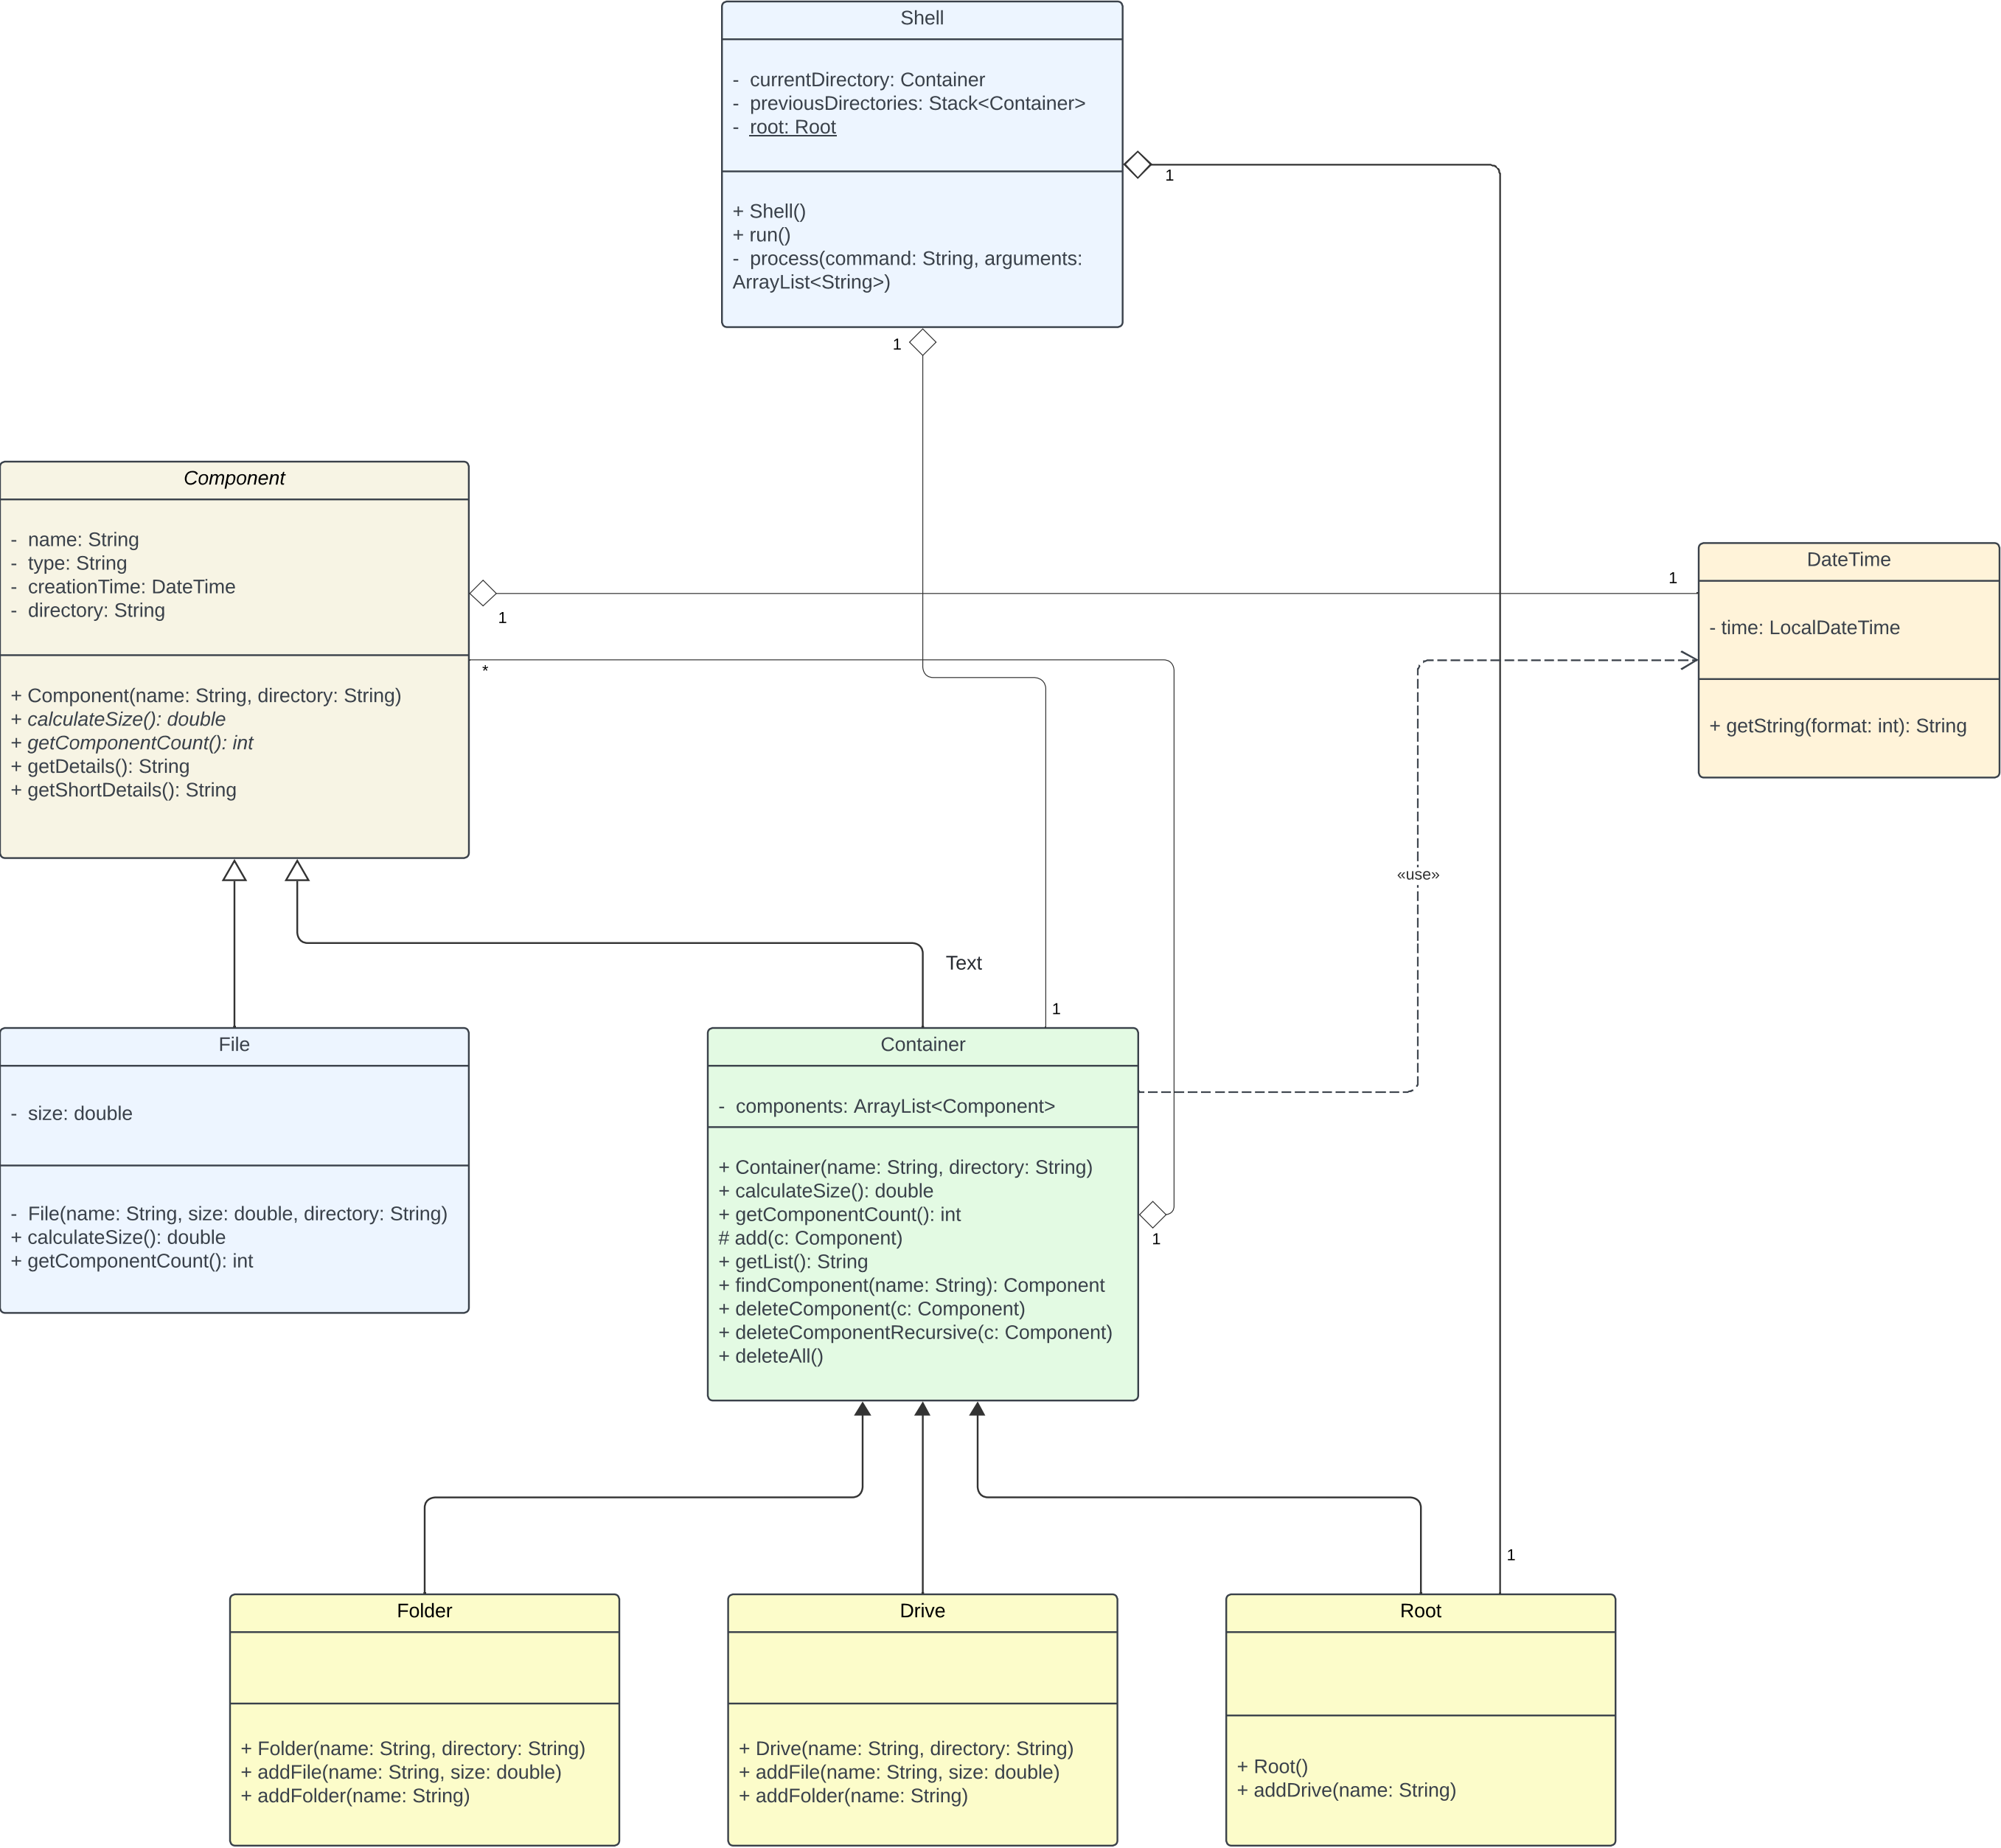 Shell
-  currentDirectory: Container
-  previousDirectories: Stack<Container>
-  root: Root
+ Shell()
+ run()
-  process(command: String, arguments:
ArrayList<String>)
1
1
Component
-  name: String
-  type: String
-  creationTime: DateTime
-  directory: String
+ Component(name: String, directory: String)
+ calculateSize(): double
+ getComponentCount(): int
+ getDetails(): String
+ getShortDetails(): String
1
*
1
DateTime
- time: LocalDateTime
+ getString(format: int): String
«use»
Text
1
File
-  size: double
-  File(name: String, size: double, directory: String)
+ calculateSize(): double
+ getComponentCount(): int
Container
-  components: ArrayList<Component>
+ Container(name: String, directory: String)
+ calculateSize(): double
+ getComponentCount(): int
# add(c: Component)
+ getList(): String
+ findComponent(name: String): Component
+ deleteComponent(c: Component)
+ deleteComponentRecursive(c: Component)
+ deleteAll()
1
1
Folder
+ Folder(name: String, directory: String)
+ addFile(name: String, size: double)
+ addFolder(name: String)
Drive
+ Drive(name: String, directory: String)
+ addFile(name: String, size: double)
+ addFolder(name: String)
Root
+ Root()
+ addDrive(name: String)